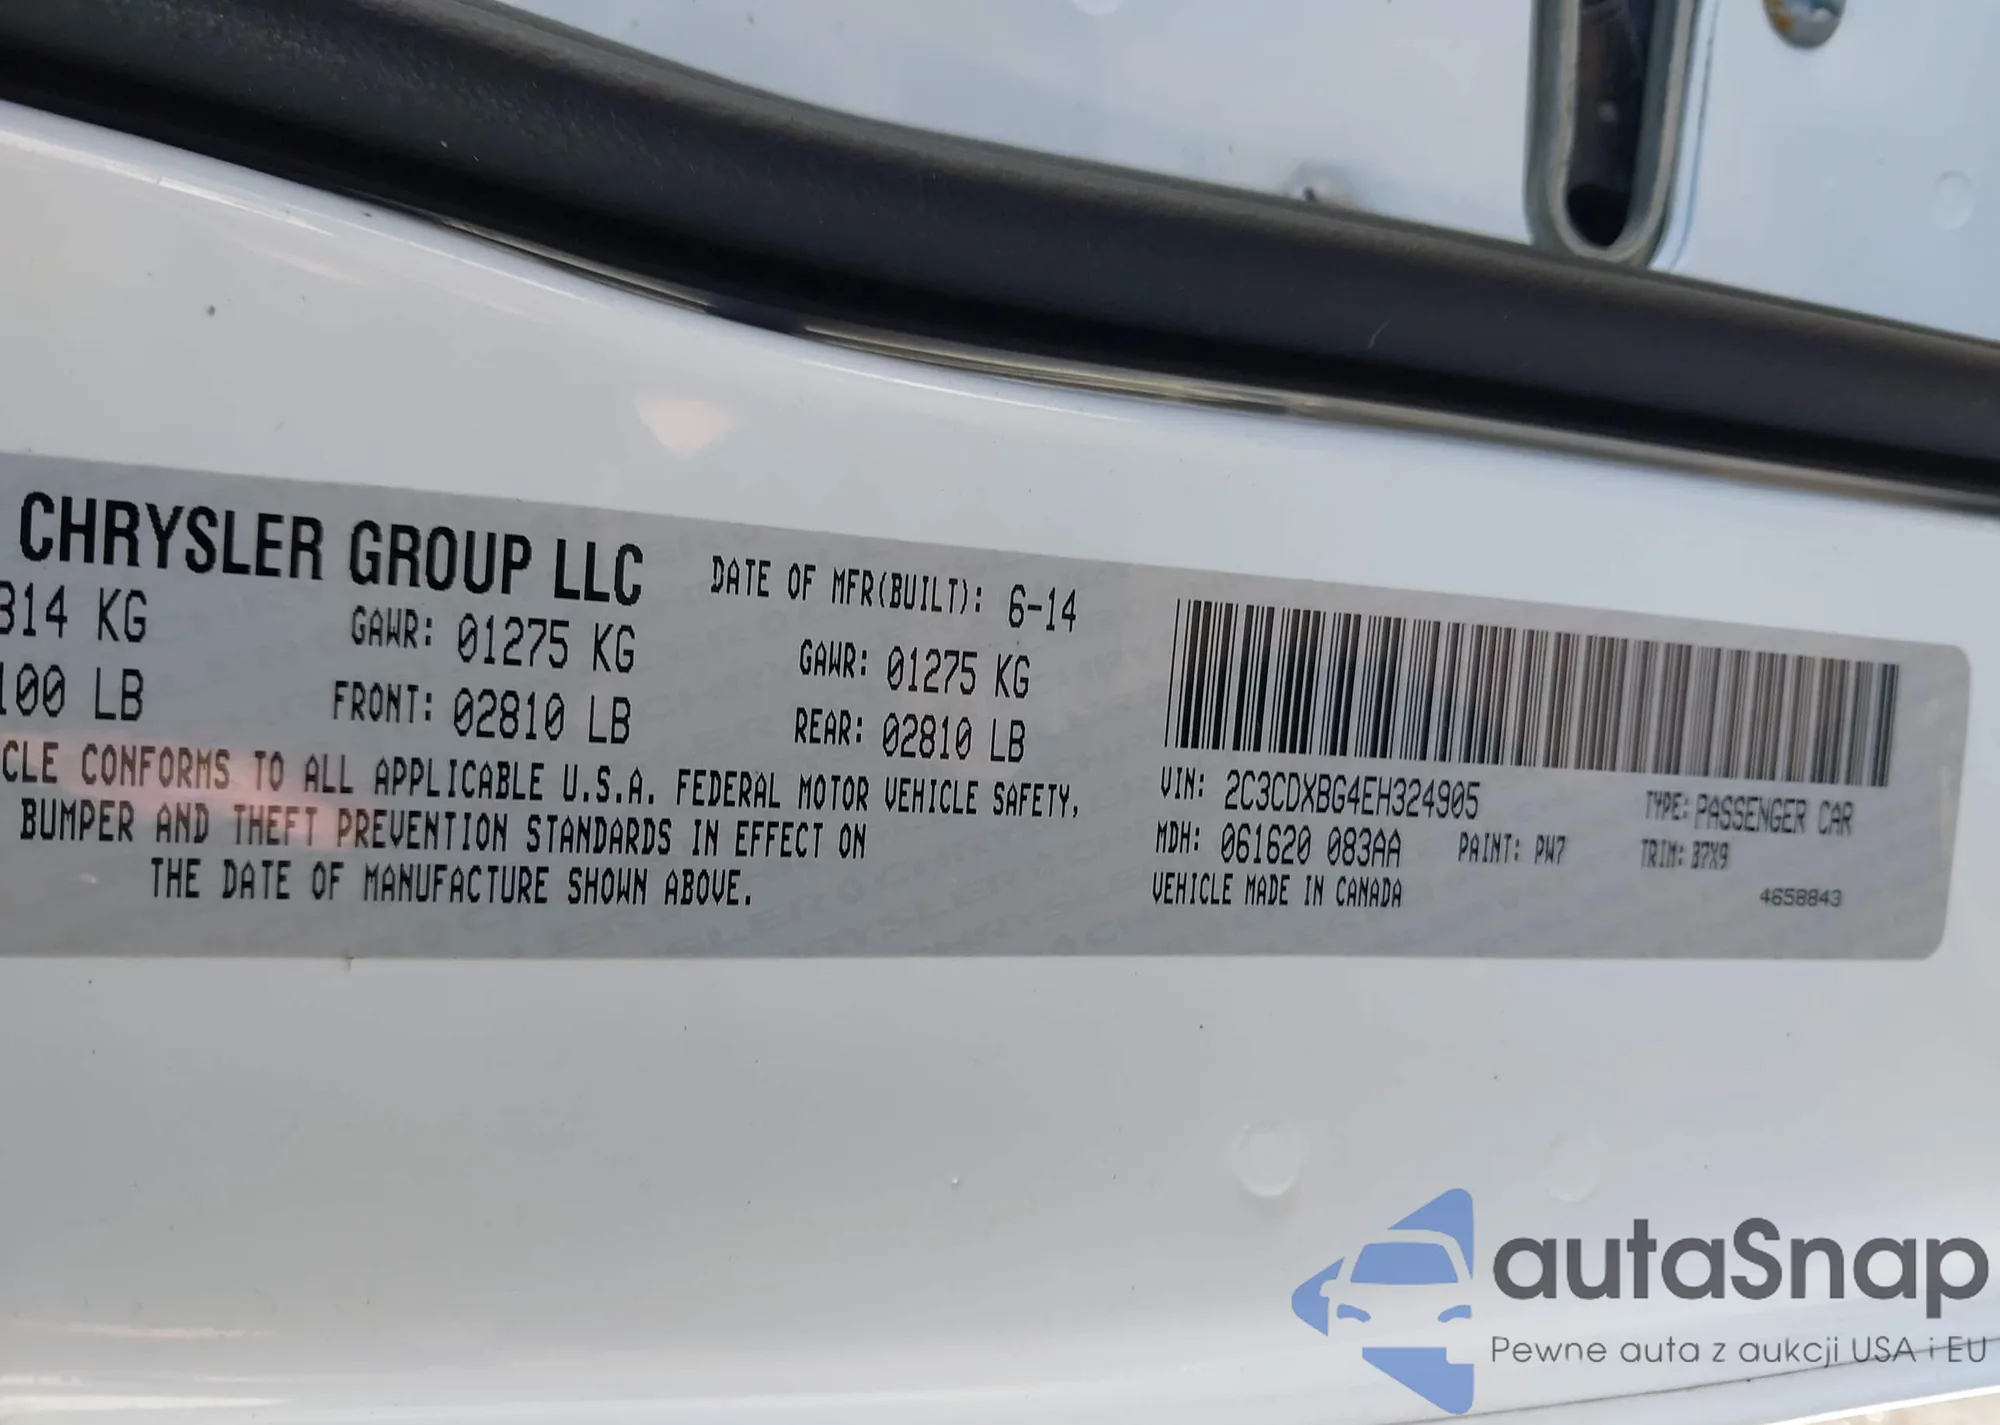 CHRYSLER GROUP LLC DATE OF MFR(BUILT): 6-14
314 KG GAWR: 01275 KG GAWR: 01275 KG
100 LB FRONT: 02810 LB REAR: 02810 LB
CLE CONFORMS TO ALL APPLICABLE U.S.A. FEDERAL MOTOR VEHICLE SAFETY,
BUMPER AND THEFT PREVENTION STANDARDS IN EFFECT ON
THE DATE OF MANUFACTURE SHOWN ABOVE.
VIN: 2C3CDXBG4EH324905 TYPE: PASSENGER CAR
MDH: 061620 083AA PAINT: PW7 TRIM: B7X9
VEHICLE MADE IN CANADA 4658843
autaSnap
Pewne auta z aukcji USA i EU